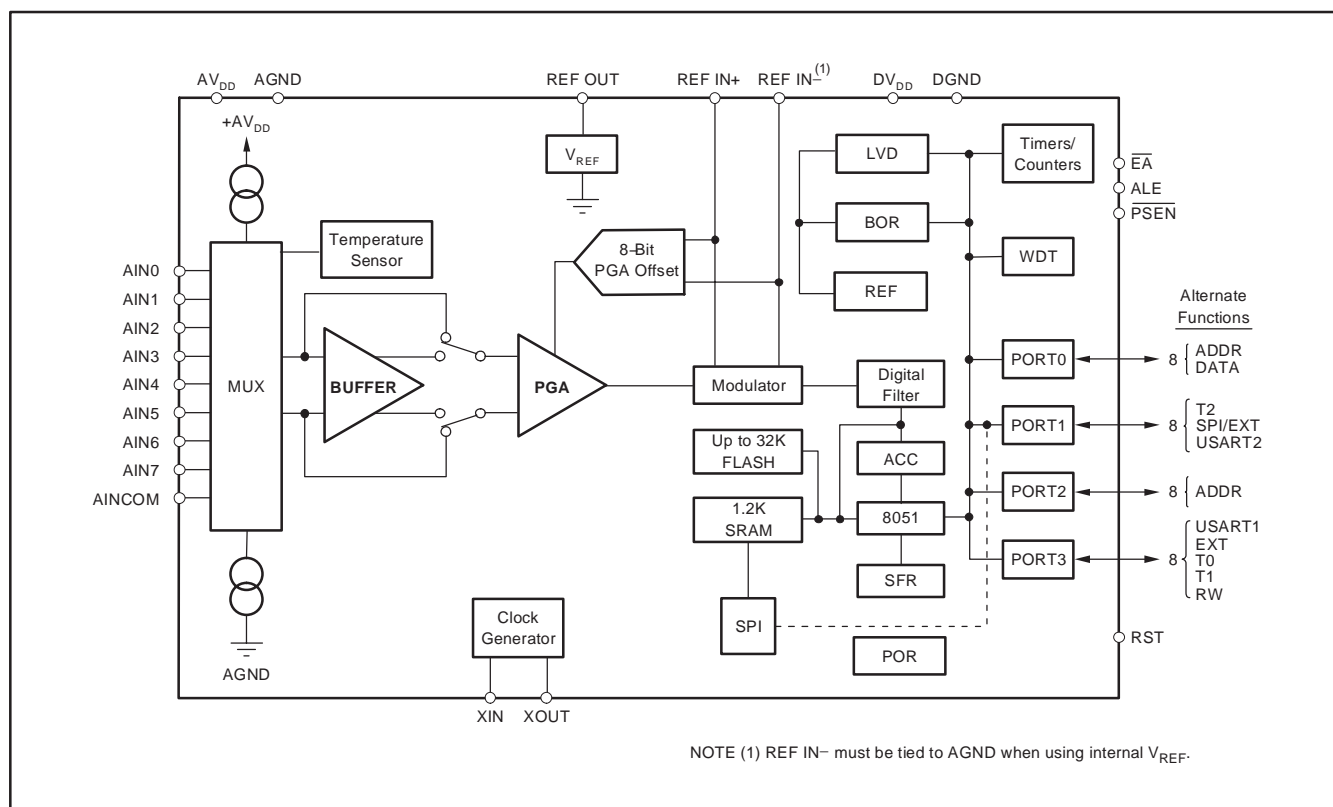 AVDD
AGND
REF OUT
REF IN+
REF IN−(1)
DVDD
DGND
+AVDD
VREF
LVD
Timers/
Counters
EA
ALE
PSEN
Temperature
Sensor
8−Bit
PGA Offset
BOR
WDT
REF
AIN0
AIN1
AIN2
AIN3
AIN4
AIN5
AIN6
AIN7
AINCOM
MUX
BUFFER
PGA
Modulator
Digital
Filter
Alternate
Functions
PORT0
8
ADDR
DATA
PORT1
8
T2
SPI/EXT
USART2
Up to 32K
FLASH
ACC
PORT2
8
ADDR
1.2K
SRAM
8051
PORT3
8
USART1
EXT
T0
T1
RW
SFR
SPI
Clock
Generator
POR
RST
AGND
XIN
XOUT
NOTE (1) REF IN− must be tied to AGND when using internal VREF.